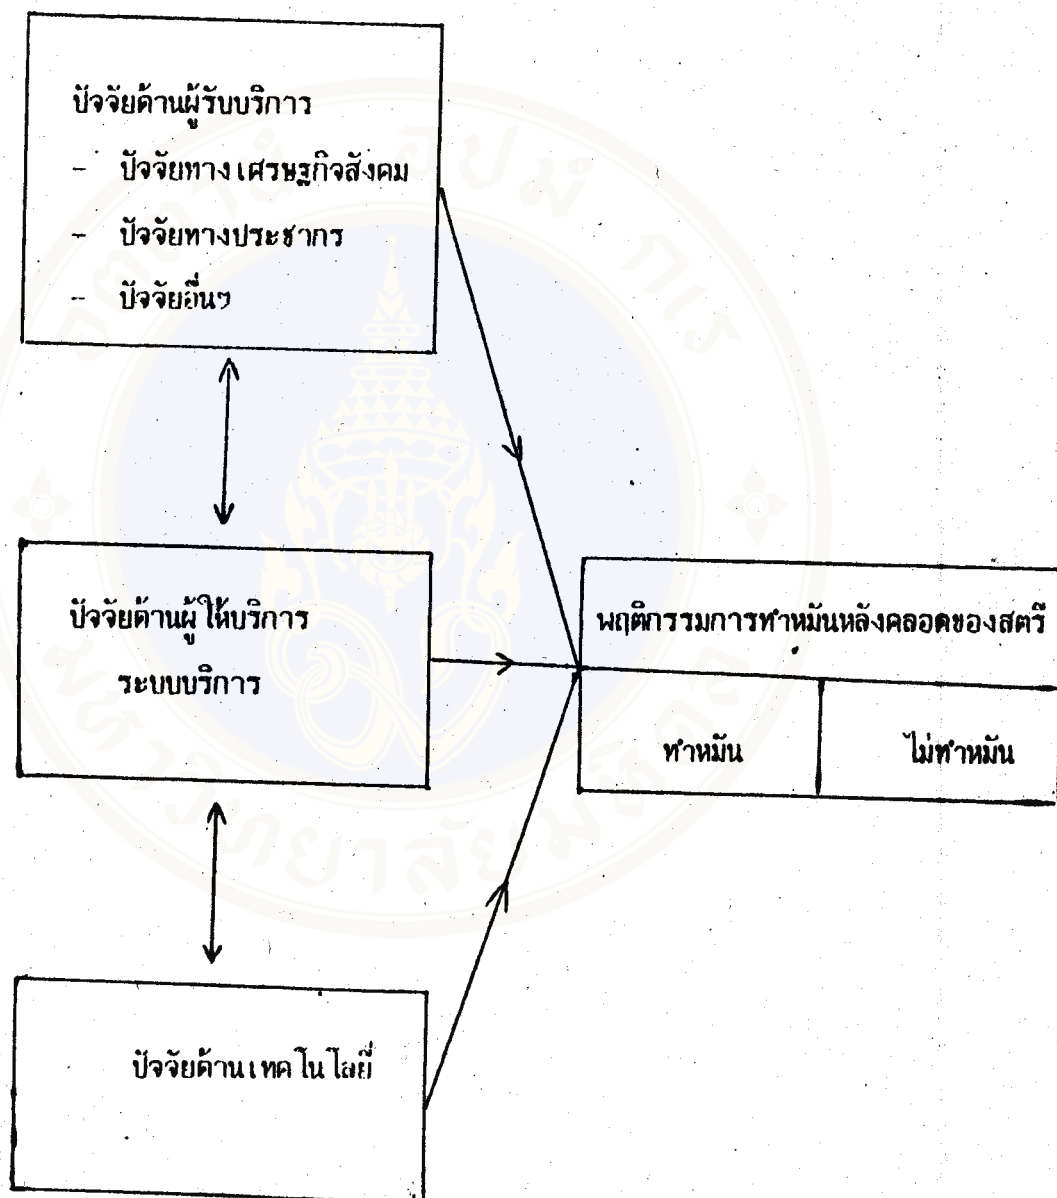 ปัจจัยด้านผู้รับบริการ
- ปัจจัยทางเศรษฐกิจสังคม
- ปัจจัยทางประชากร
- ปัจจัยอื่นๆ
ปัจจัยด้านผู้ให้บริการ
ระบบบริการ
พฤติกรรมการทำหมันหลังคลอดของสตรี
ทำหมัน
ไม่ทำหมัน
ปัจจัยด้านเทคโนโลยี่